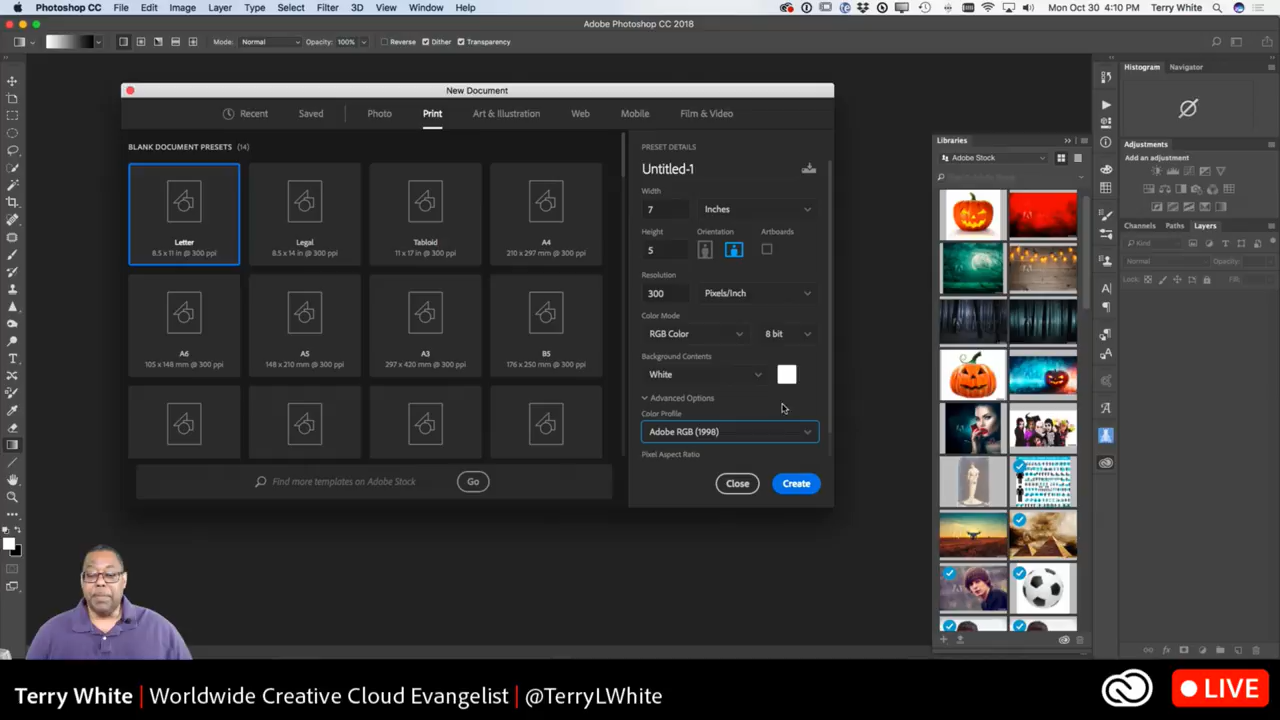 Photoshop CC File Edit Image Layer Type Select Filter 3D View Window Help
Mon Oct 30 4:10 PM Terry White
Adobe Photoshop CC 2018
Mode: Normal Opacity: 100% Reverse Dither Transparency
New Document
Recent Saved Photo Print Art & Illustration Web Mobile Film & Video
BLANK DOCUMENT PRESETS (14)
Letter
8.5 x 11 in @ 300 ppi
Legal
8.5 x 14 in @ 300 ppi
Tabloid
11 x 17 in @ 300 ppi
A4
210 x 297 mm @ 300 ppi
A6
105 x 148 mm @ 300 ppi
A5
148 x 210 mm @ 300 ppi
A3
297 x 420 mm @ 300 ppi
B5
176 x 250 mm @ 300 ppi
Find more templates on Adobe Stock
Go
PRESET DETAILS
Untitled-1
Width
7 Inches
Height Orientation Artboards
5
Resolution
300 Pixels/Inch
Color Mode
RGB Color 8 bit
Background Contents
White
Advanced Options
Color Profile
Adobe RGB (1998)
Pixel Aspect Ratio
Close Create
Libraries
Adobe Stock
Histogram Navigator
Adjustments
Add an adjustment
Channels Paths Layers
Kind
Normal Opacity:
Lock: Fill:
Terry White | Worldwide Creative Cloud Evangelist | @TerryLWhite
LIVE